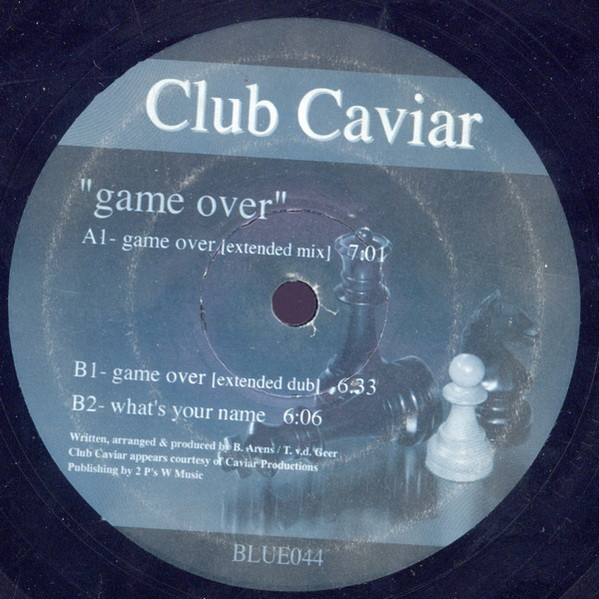 Club Caviar
"game over"
A1- game over [extended mix] 7:01
B1- game over [extended dub] 6:33
B2- what's your name 6:06
Written, arranged & produced by B. Arens / T. v.d. Geer
Club Caviar appears courtesy of Caviar Productions
Publishing by 2 P's W Music
BLUE044